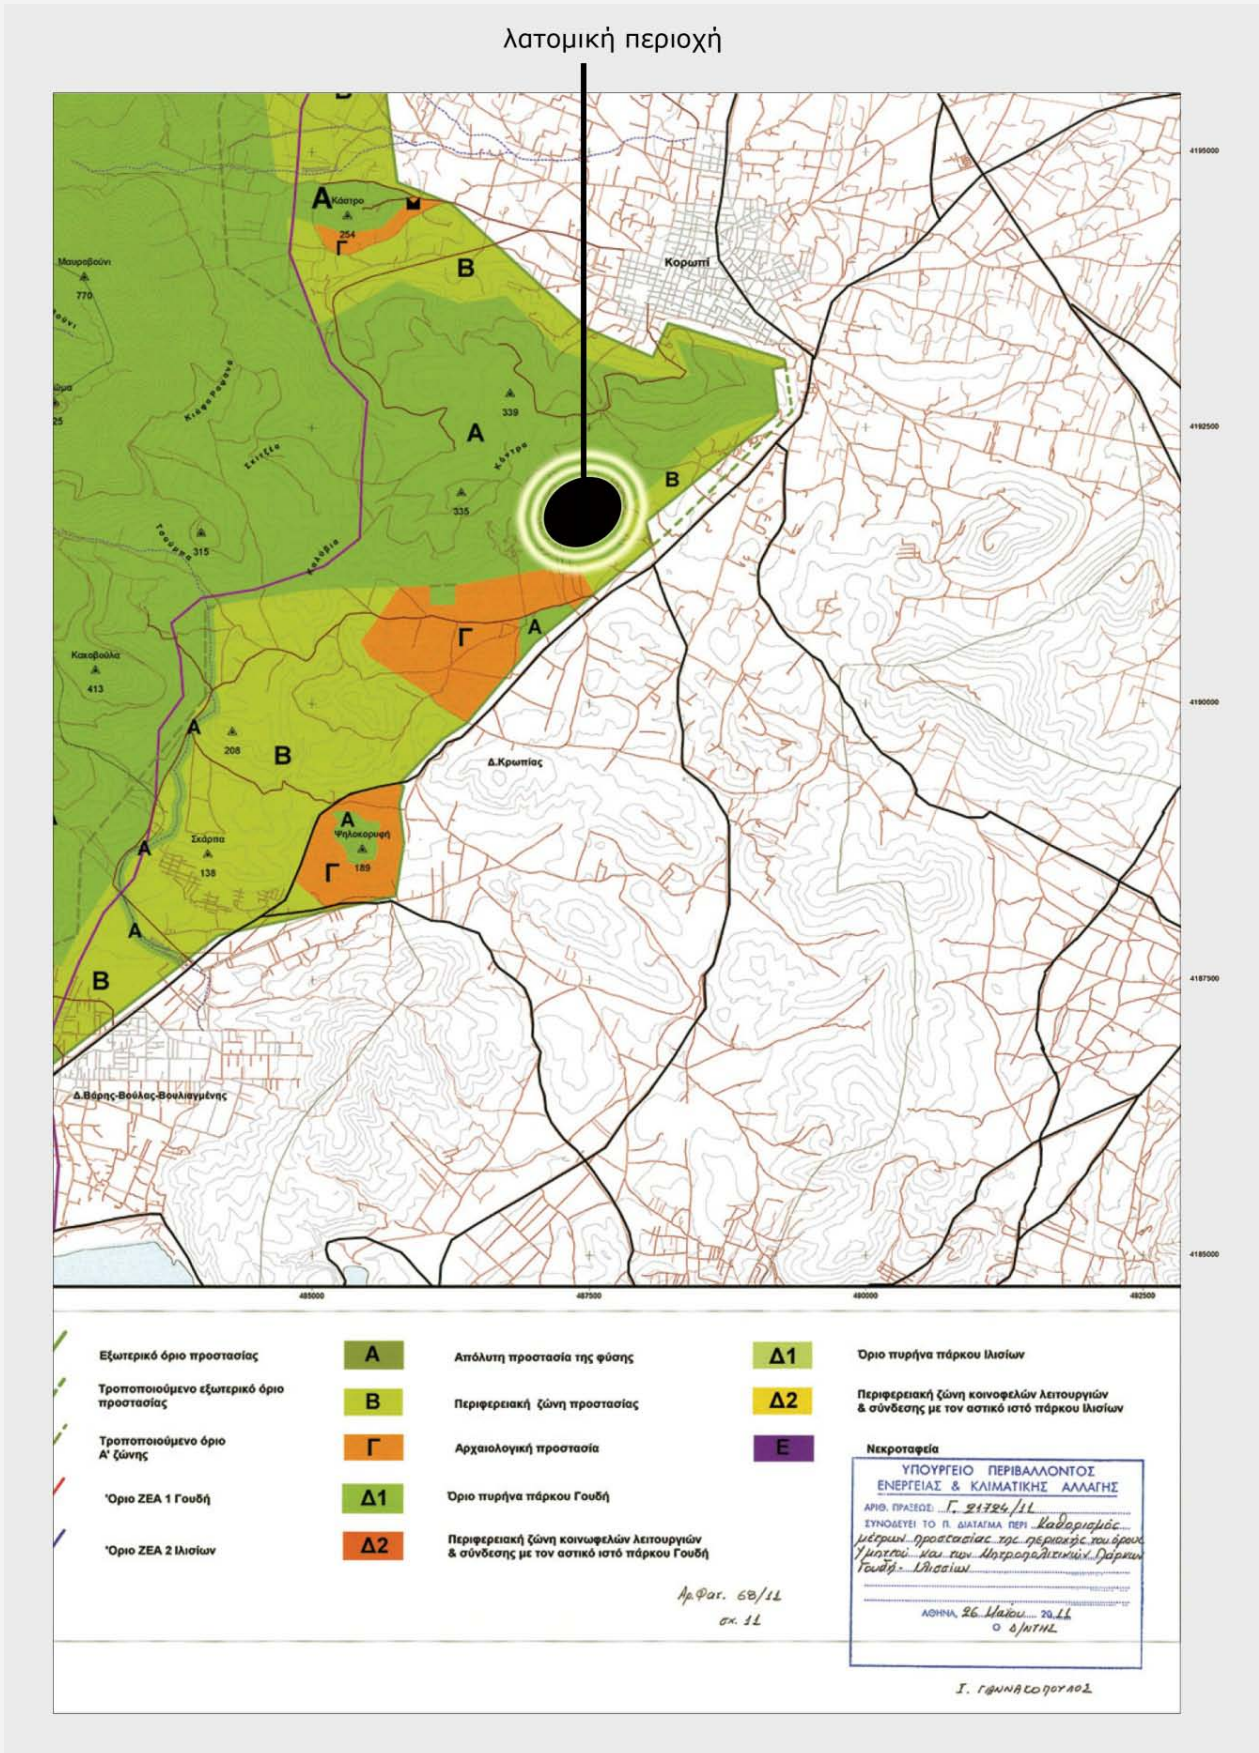 λατομική περιοχή
B
4195000
A
Κάστρο
254
Γ
Μαυροβούνι
770
B
Κορωπί
339
4192500
25
A
B
335
315
Καλύβια
Γ
A
Κακοβούλα
413
4190000
A
208
B
Δ.Κρωπίας
A
Ψηλοκορυφή
189
Γ
Σκάρπα
138
A
A
B
4187500
Δ.Βάρης-Βούλας-Βουλιαγμένης
4185000
485000
487500
490000
492500
Εξωτερικό όριο προστασίας
Τροποποιούμενο εξωτερικό όριο
προστασίας
Τροποποιούμενο όριο
Α' ζώνης
'Οριο ΖΕΑ 1 Γουδή
'Οριο ΖΕΑ 2 Ιλισίων
A
Απόλυτη προστασία της φύσης
B
Περιφερειακή ζώνη προστασίας
Γ
Αρχαιολογική προστασία
Δ1
Όριο πυρήνα πάρκου Γουδή
Δ2
Περιφερειακή ζώνη κοινωφελών λειτουργιών
& σύνδεσης με τον αστικό ιστό πάρκου Γουδή
Δ1
Όριο πυρήνα πάρκου Ιλισίων
Δ2
Περιφερειακή ζώνη κοινοφελών λειτουργιών
& σύνδεσης με τον αστικό ιστό πάρκου Ιλισίων
E
Νεκροταφεία
ΥΠΟΥΡΓΕΙΟ ΠΕΡΙΒΑΛΛΟΝΤΟΣ
ΕΝΕΡΓΕΙΑΣ & ΚΛΙΜΑΤΙΚΗΣ ΑΛΛΑΓΗΣ
ΑΡΙΘ. ΠΡΑΞΕΩΣ: Γ. 21724/11
ΣΥΝΟΔΕΥΕΙ ΤΟ Π. ΔΙΑΤΑΓΜΑ ΠΕΡΙ Καθορισμός
μέτρων προστασίας της περιοχής του όρους
Υμηττού και των Μητροπολιτικών Πάρκων
Γουδή - Ιλισσίων
ΑΘΗΝΑ, 26 Μαΐου 2011
Ο Δ/ΝΤΗΣ
Αρ.Φατ. 68/11
σχ. 11
Ι. ΓΙΑΝΝΑΚΟΠΟΥΛΟΣ